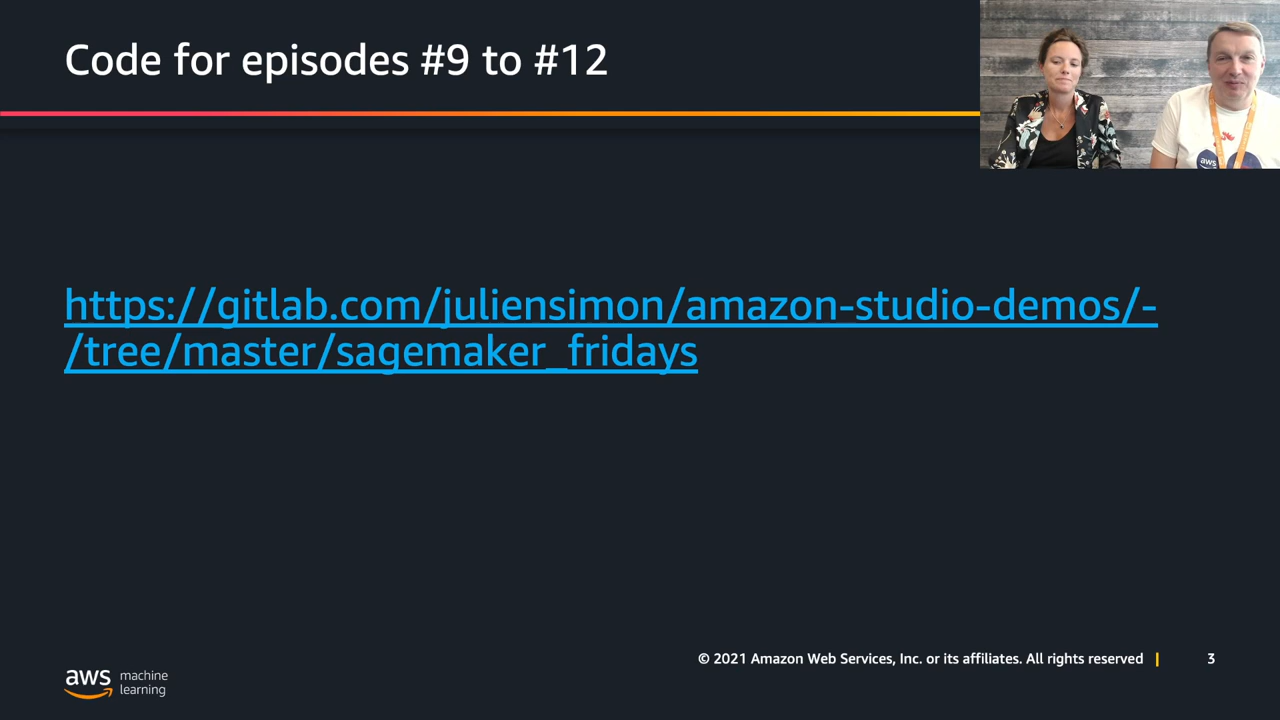 Code for episodes #9 to #12
aws
https://gitlab.com/juliensimon/amazon-studio-demos/-
/tree/master/sagemaker_fridays
© 2021 Amazon Web Services, Inc. or its affiliates. All rights reserved | 3
aws machine
learning